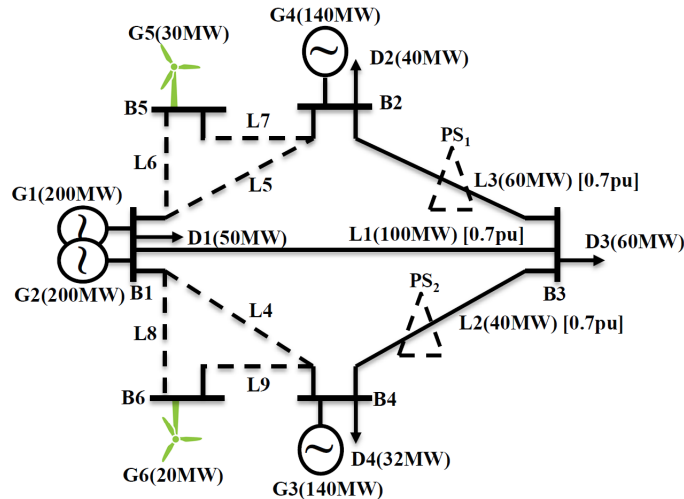 G4(140MW)
G5(30MW)
D2(40MW)
B5
B2
L7
PS1
L6
L5
L3(60MW) [0.7pu]
G1(200MW)
D1(50MW)
L1(100MW) [0.7pu]
D3(60MW)
G2(200MW)
B1
PS2
B3
L8
L4
L2(40MW) [0.7pu]
B6
L9
B4
G6(20MW)
G3(140MW)
D4(32MW)